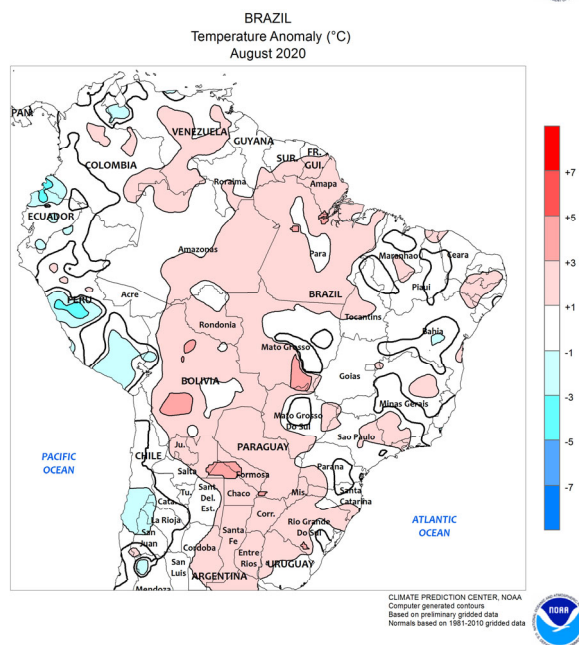 BRAZIL
Temperature Anomaly (°C)
August 2020
PAN.
VENEZUELA
GUYANA
COLOMBIA
SUR.
FR.
GUI.
Roraima
Amapa
ECUADOR
Amazonas
Para
Maranhao
Ceara
PERU
Acre
BRAZIL
Piaui
Tocantins
Rondonia
Bahia
Mato Grosso
BOLIVIA
Goias
Mato Grosso
Do Sul
Minas Gerais
Sao Paulo
PARAGUAY
Ju.
CHILE
PACIFIC
OCEAN
Salta
Formosa
Parana
Tu.
Sant.
Del.
Est.
Chaco
Mis.
Santa
Catarina
Cata.
La Rioja
Corr.
Rio Grande
Do Sul
ATLANTIC
OCEAN
San
Juan
Santa
Fe
Cordoba
Entre
Rios
URUGUAY
San
Luis
ARGENTINA
Mendoza
+7
+5
+3
+1
-1
-3
-5
-7
CLIMATE PREDICTION CENTER, NOAA
Computer generated contours
Based on preliminary gridded data
Normals based on 1981-2010 gridded data
NOAA